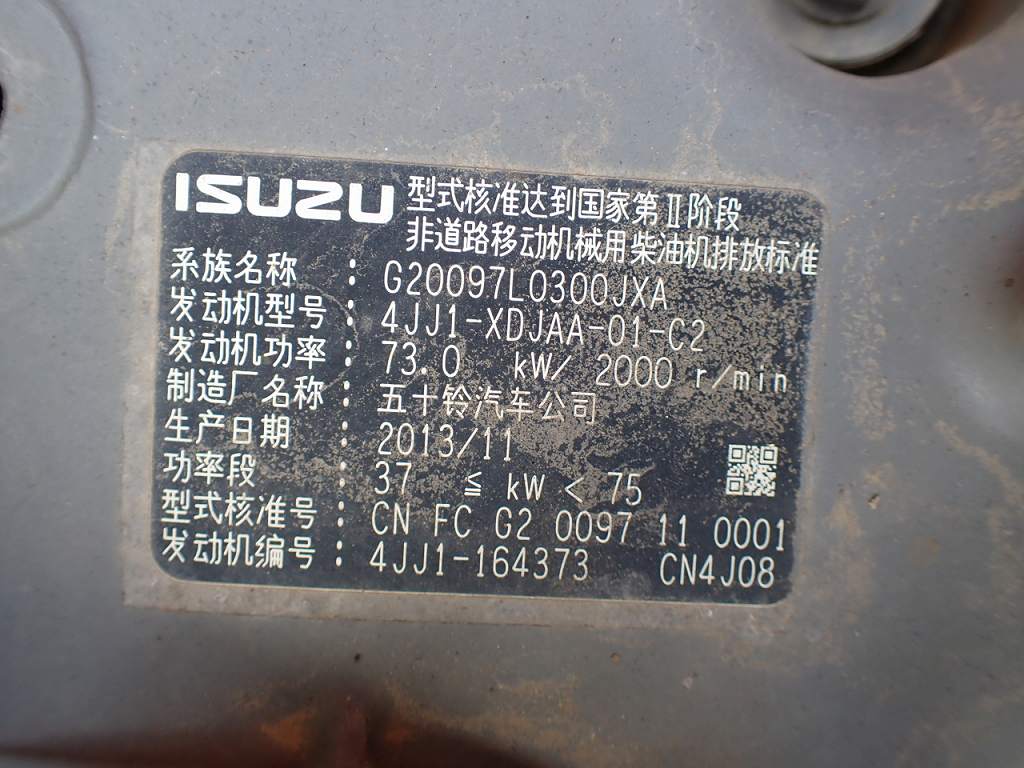 ISUZU 型式核准达到国家第Ⅱ阶段
非道路移动机械用柴油机排放标准
系族名称 : G20097L0300JXA
发动机型号 : 4JJ1-XDJAA-01-C2
发动机功率 : 73.0 kW/ 2000 r/min
制造厂名称 : 五十铃汽车公司
生产日期 : 2013/11
功率段 : 37 ≦ kW < 75
型式核准号 : CN FC G2 0097 11 0001
发动机编号 : 4JJ1-164373 CN4J08